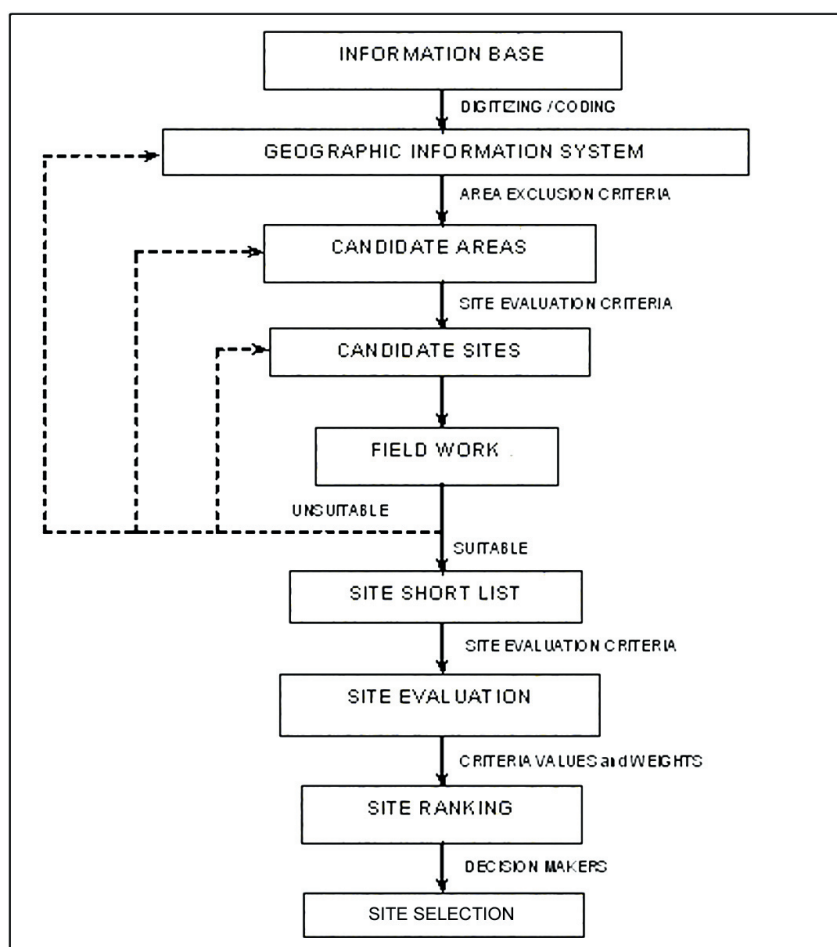 INFORMATION BASE
DIGITIZING / CODING
GEOGRAPHIC INFORMATION SYSTEM
AREA EXCLUSION CRITERIA
CANDIDATE AREAS
SITE EVALUATION CRITERIA
CANDIDATE SITES
FIELD WORK
UNSUITABLE
SUITABLE
SITE SHORT LIST
SITE EVALUATION CRITERIA
SITE EVALUATION
CRITERIA VALUES and WEIGHTS
SITE RANKING
DECISION MAKERS
SITE SELECTION